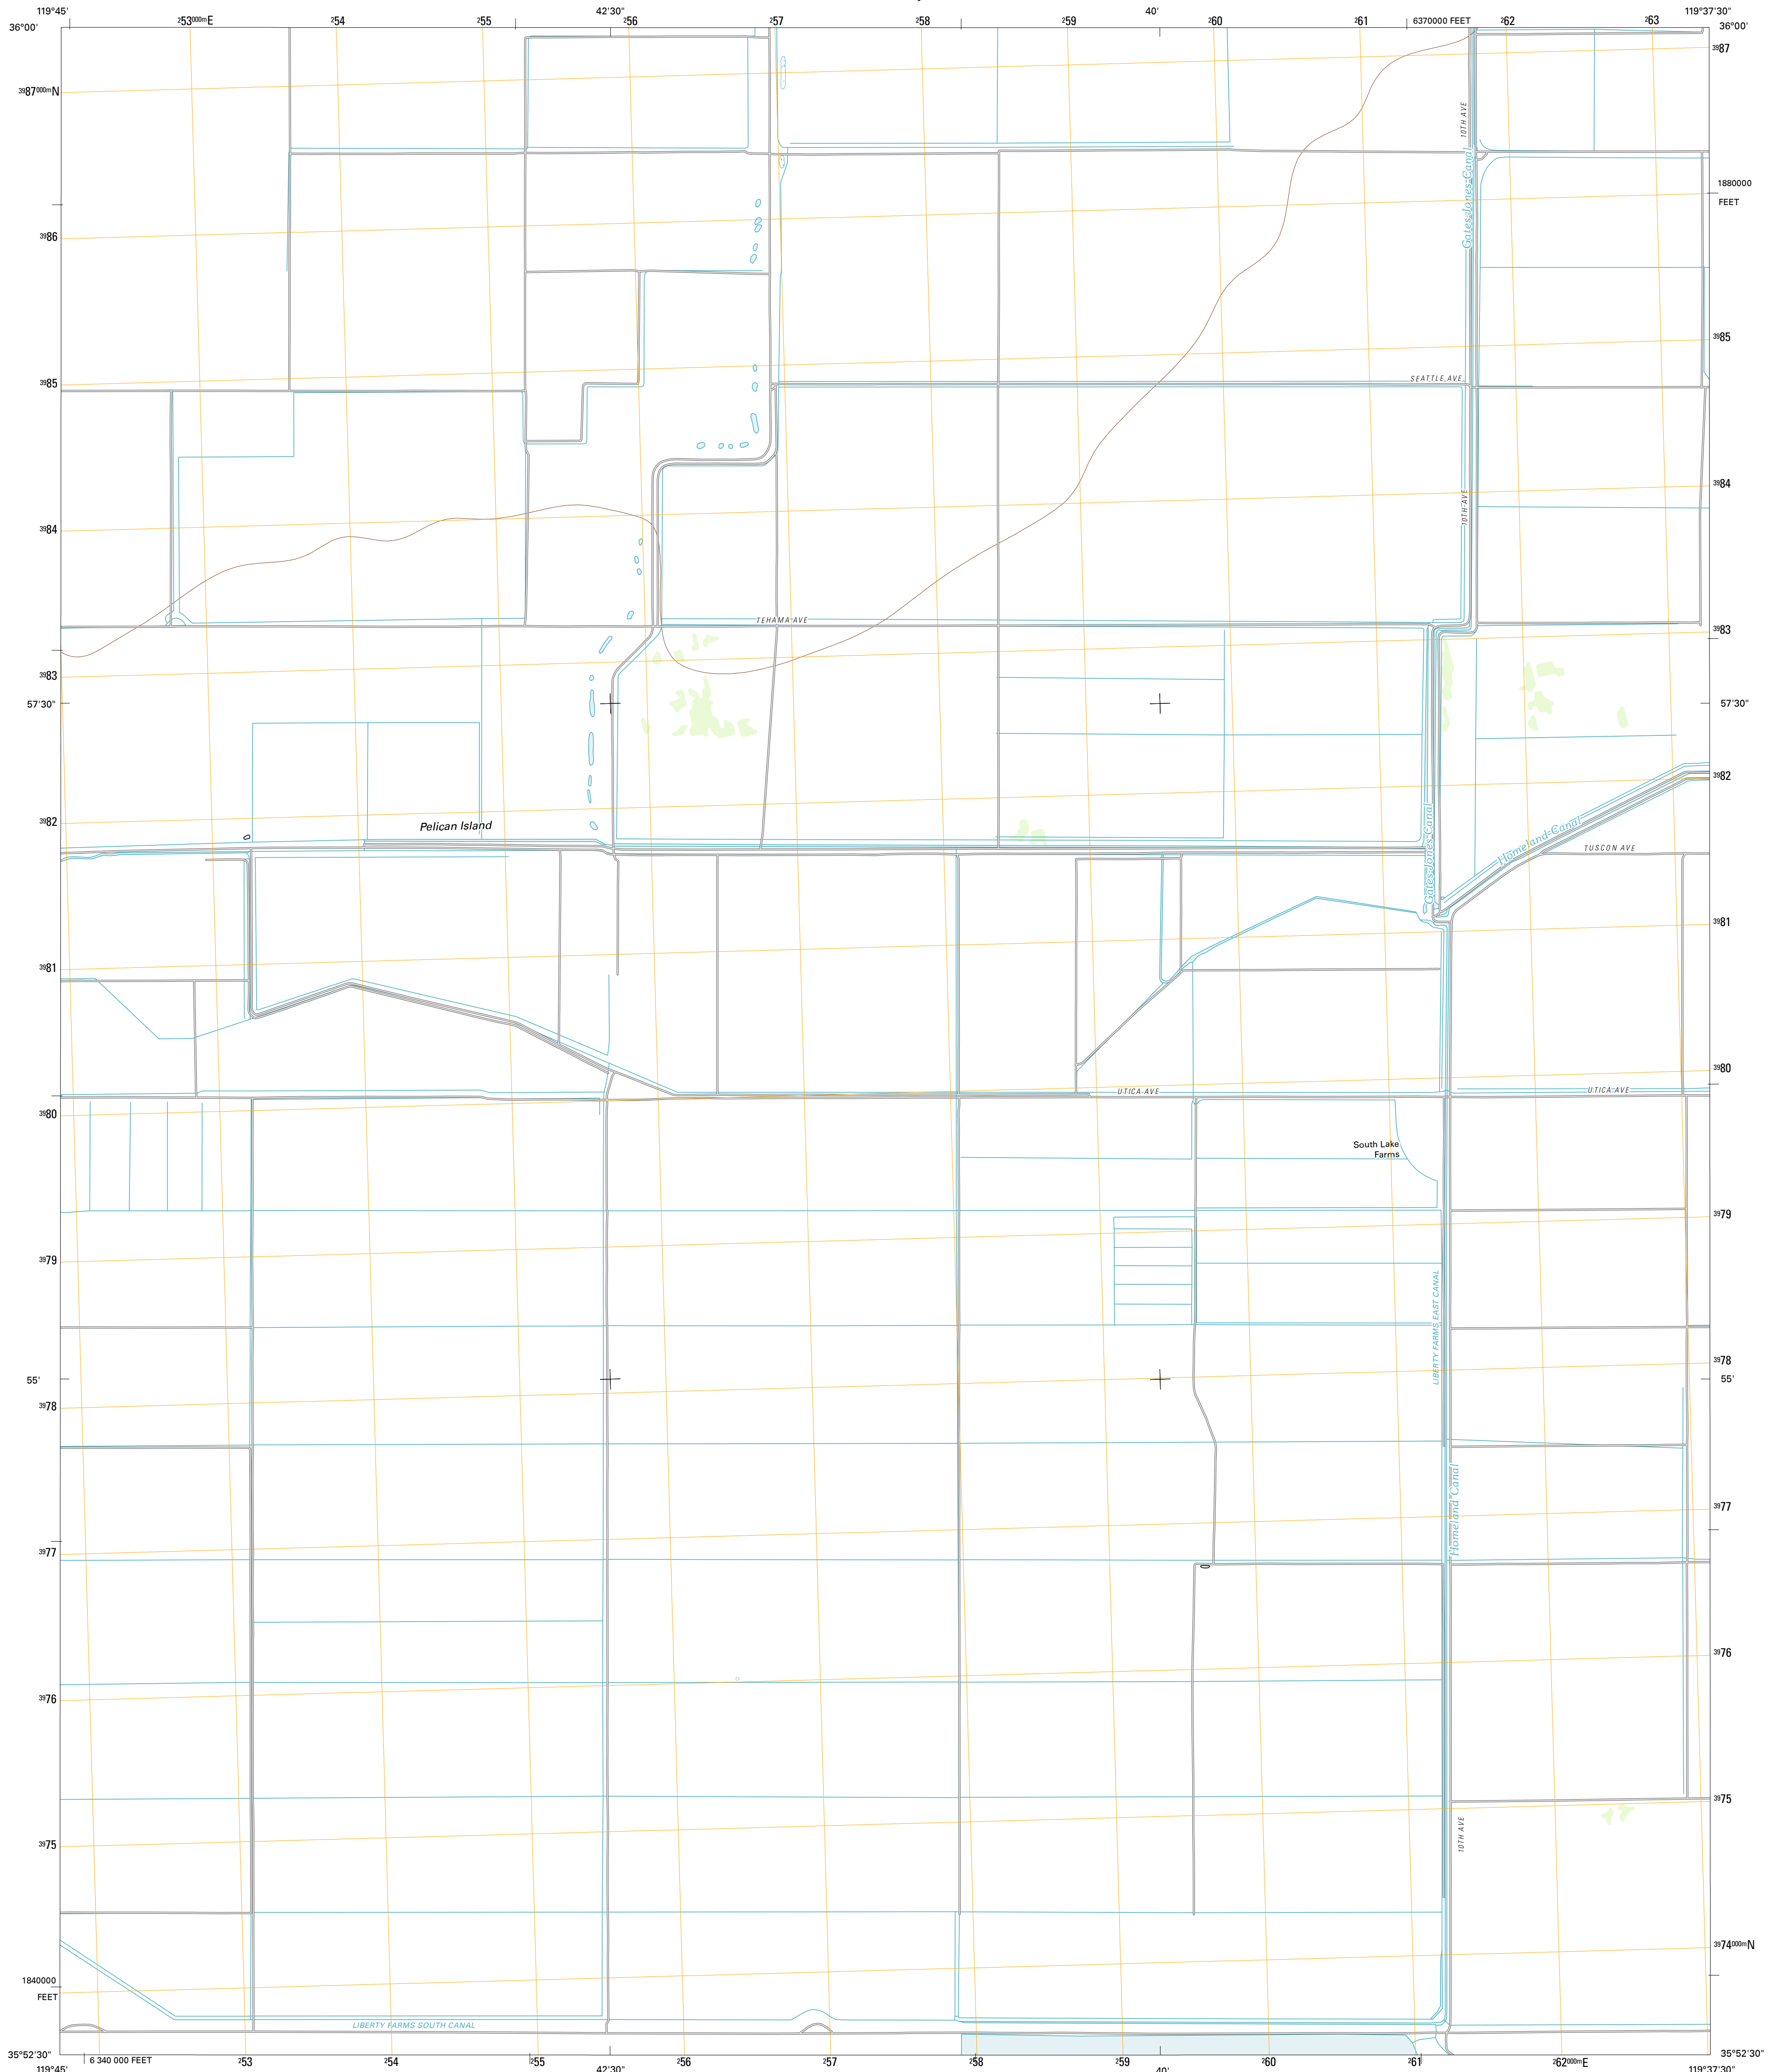 119°45' 42'30" 40' 119°37'30"
²53⁰⁰⁰ᵐE ²54 ²55 ²56 ²57 ²58 ²59 ²60 ²61 6370000 FEET ²62 ²63
36°00' 36°00'
³⁹87
³⁹87⁰⁰⁰ᵐN
10TH AVE
Gates-Jones-Canal
1880000
FEET
³⁹86
³⁹85
SEATTLE AVE
³⁹85
³⁹84
10TH AVE
³⁹84
TEHAMA AVE
³⁹83
³⁹83
57'30" 57'30"
³⁹82
³⁹82
Pelican Island
Gates-Jones-Canal
Homeland-Canal
TUSCON AVE
³⁹81
³⁹81
³⁹80
UTICA AVE UTICA AVE
³⁹80
South Lake
Farms
³⁹79
³⁹79
LIBERTY FARMS EAST CANAL
³⁹78
55' 55'
³⁹78
Homeland Canal
³⁹77
³⁹77
³⁹76
³⁹76
³⁹75
10TH AVE
³⁹75
³⁹74⁰⁰⁰ᵐN
1840000
FEET
LIBERTY FARMS SOUTH CANAL
35°52'30" 35°52'30"
6 340 000 FEET ²53 ²54 ²55 ²56 ²57 ²58 ²59 ²60 ²61 ²62⁰⁰⁰ᵐE
119°45' 42'30" 40' 119°37'30"